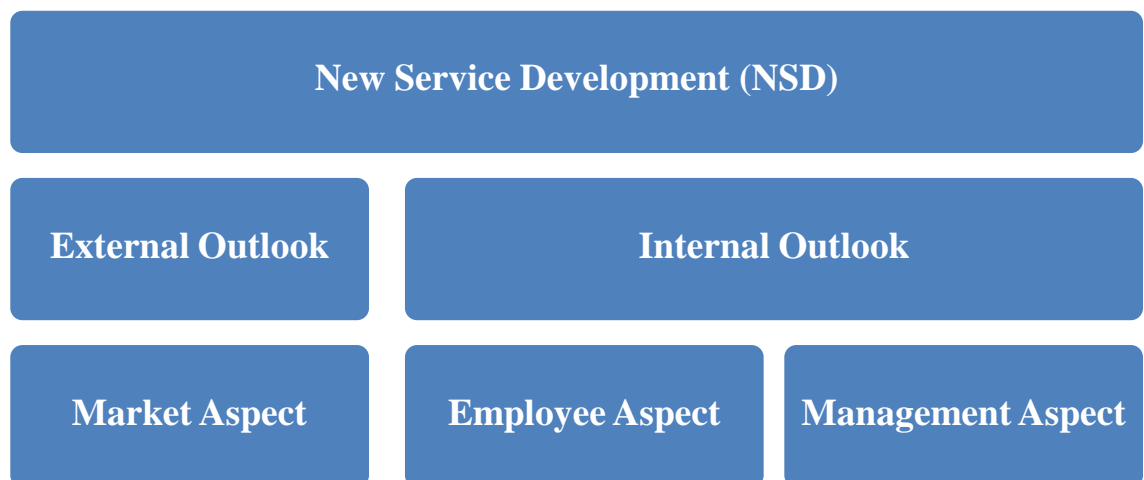 New Service Development (NSD)
External Outlook
Internal Outlook
Market Aspect
Employee Aspect
Management Aspect